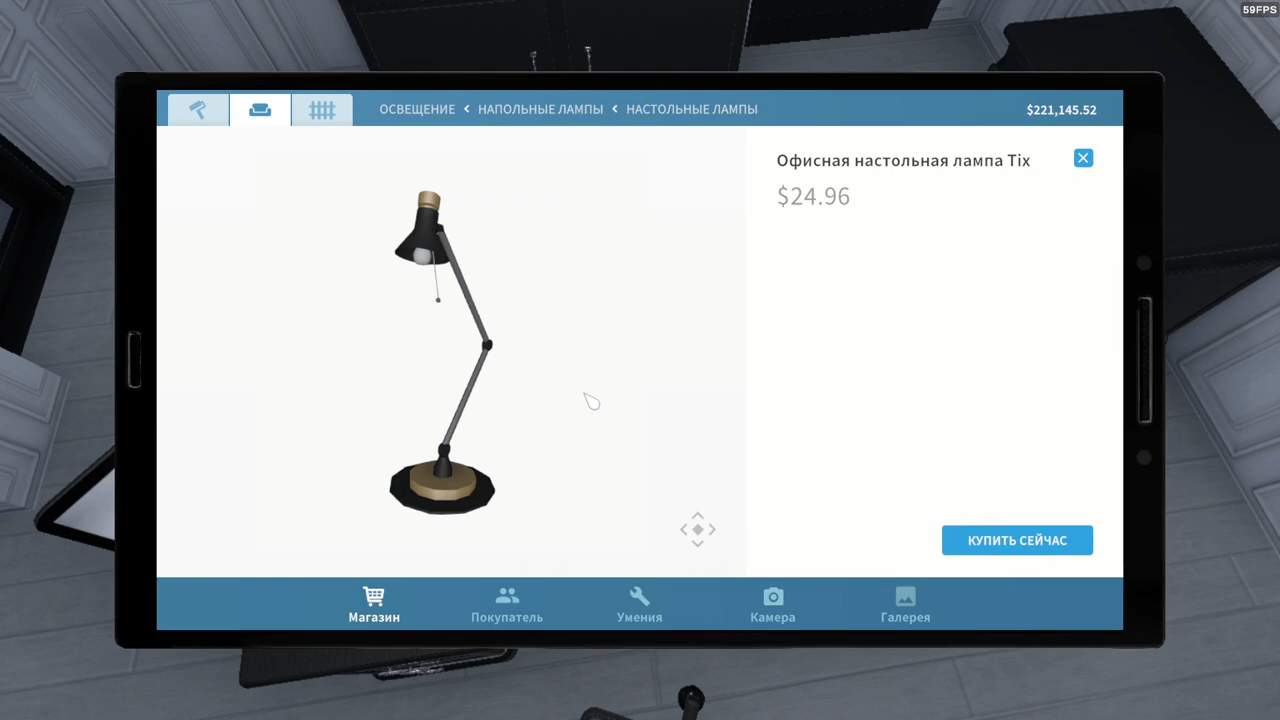 59FPS
ОСВЕЩЕНИЕ < НАПОЛЬНЫЕ ЛАМПЫ < НАСТОЛЬНЫЕ ЛАМПЫ
$221,145.52
Офисная настольная лампа Tix
$24.96
КУПИТЬ СЕЙЧАС
Магазин
Покупатель
Умения
Камера
Галерея